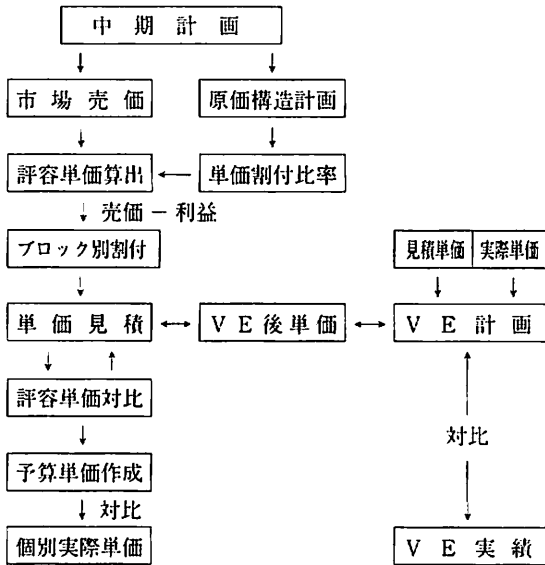 中期計画
市場売価 原価構造計画
評容単価算出 単価割付比率
売価－利益
ブロック別割付 見積単価 実際単価
単価見積 VE後単価 VE計画
評容単価対比
対比
予算単価作成
対比
個別実際単価 VE実績